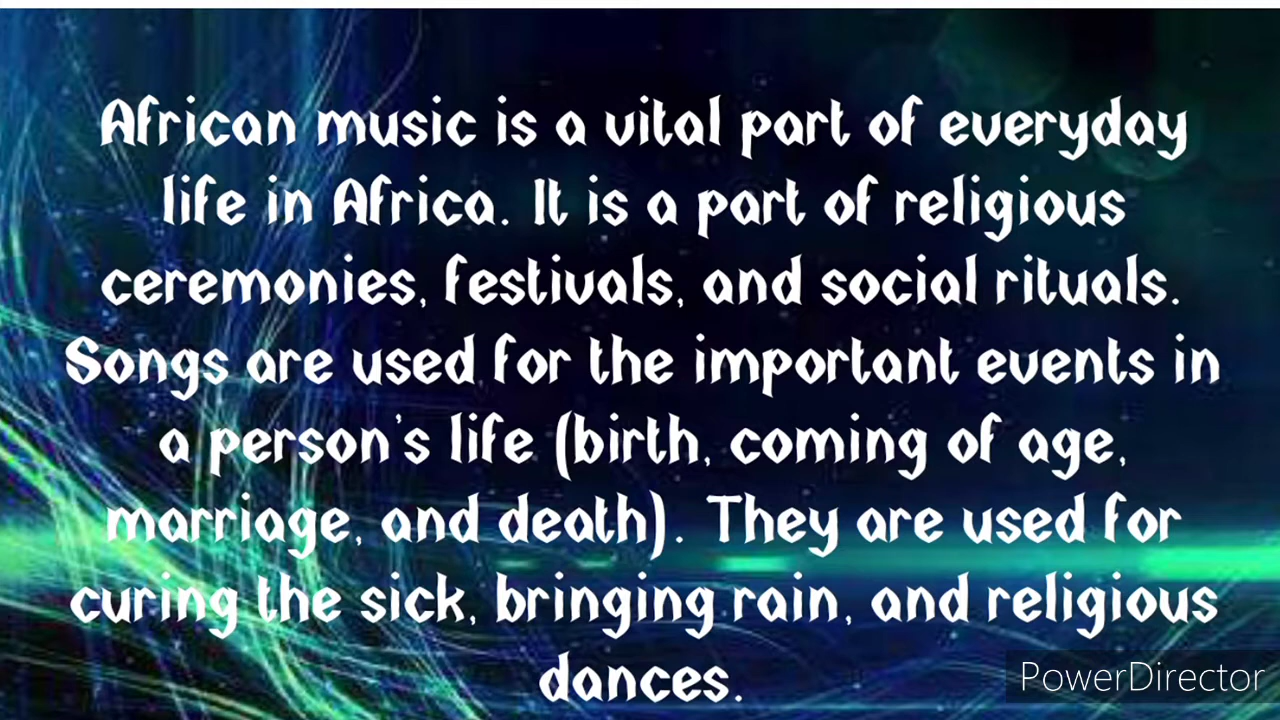 African music is a vital part of everyday
life in Africa. It is a part of religious
ceremonies, festivals, and social rituals.
Songs are used for the important events in
a person's life (birth, coming of age,
marriage, and death). They are used for
curing the sick, bringing rain, and religious
dances.
PowerDirector